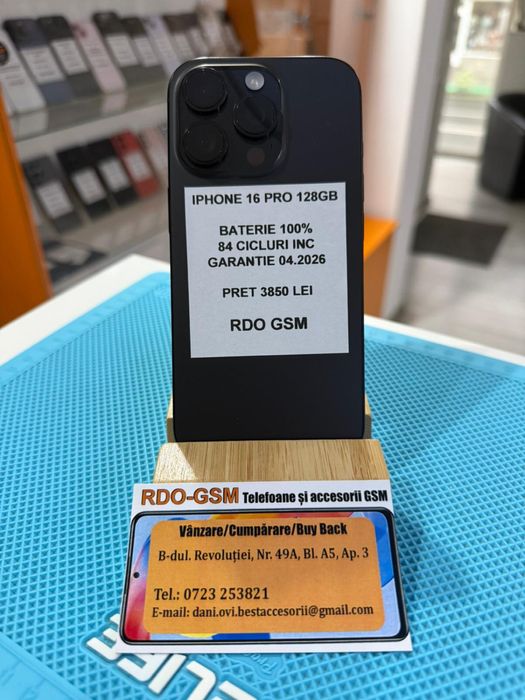 IPHONE 16 PRO 128GB
BATERIE 100%
84 CICLURI INC
GARANTIE 04.2026
PRET 3850 LEI
RDO GSM
RDO-GSM Telefoane și accesorii GSM
Vânzare/Cumpărare/Buy Back
B-dul. Revoluției, Nr. 49A, Bl. A5, Ap. 3
Tel.: 0723 253821
E-mail: dani.ovi.bestaccesorii@gmail.com